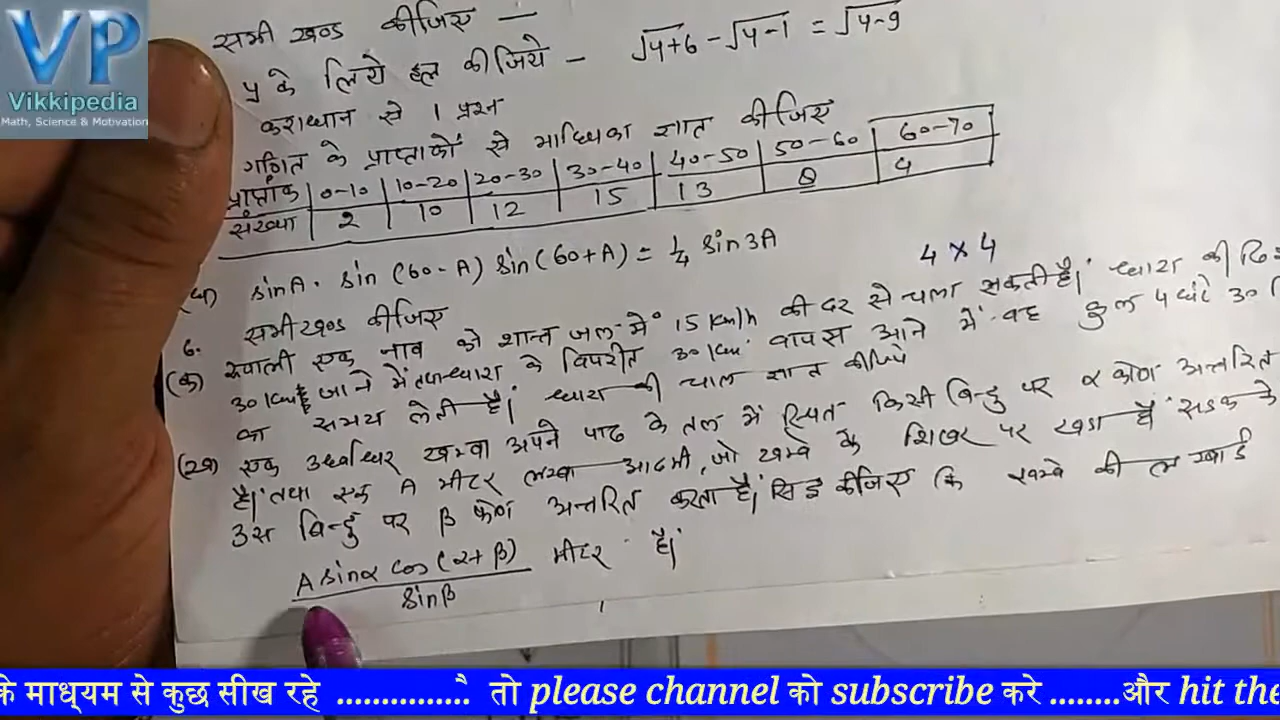 VP
Vikkipedia
Math, Science & Motivation
सभी खण्ड कीजिए —
y के लिये हल कीजिये - √y+6 - √y-1 = √y-9
कराधान से 1 प्रश्न
गणित के प्राप्ताकों से माध्यिका ज्ञात कीजिए
प्राप्तांक 0-10 10-20 20-30 30-40 40-50 50-60 60-70
संख्या 2 10 12 15 13 8 4
(घ) sinA. sin (60-A) sin (60+A) = 1/4 sin 3A
4 x 4
6. सभी खण्ड कीजिए
(क) रूपाली एक नाव को शान्त जल में 15 km/h की दर से चला सकती है। धारा की
30 km जाने में तथा धारा के विपरीत 30 km वापस आने में वह कुल 4 घंटे 30
का समय लेती है। धारा की चाल ज्ञात कीजिये
(ख) एक उर्ध्वाधर खम्बा अपने पाद के तल में स्थित किसी बिन्दु पर α कोण अन्तरित
है। तथा एक A मीटर लम्बा आदमी, जो खम्बे के शिखर पर खडा है सडक के
उस बिन्दु पर β कोण अन्तरित करता है। सिद्ध कीजिए कि खम्बे की लम्बाई
A sinα cos (α+β) / sinβ मीटर है।
के माध्यम से कुछ सीख रहे ............... तो please channel को subscribe करे ........और hit the